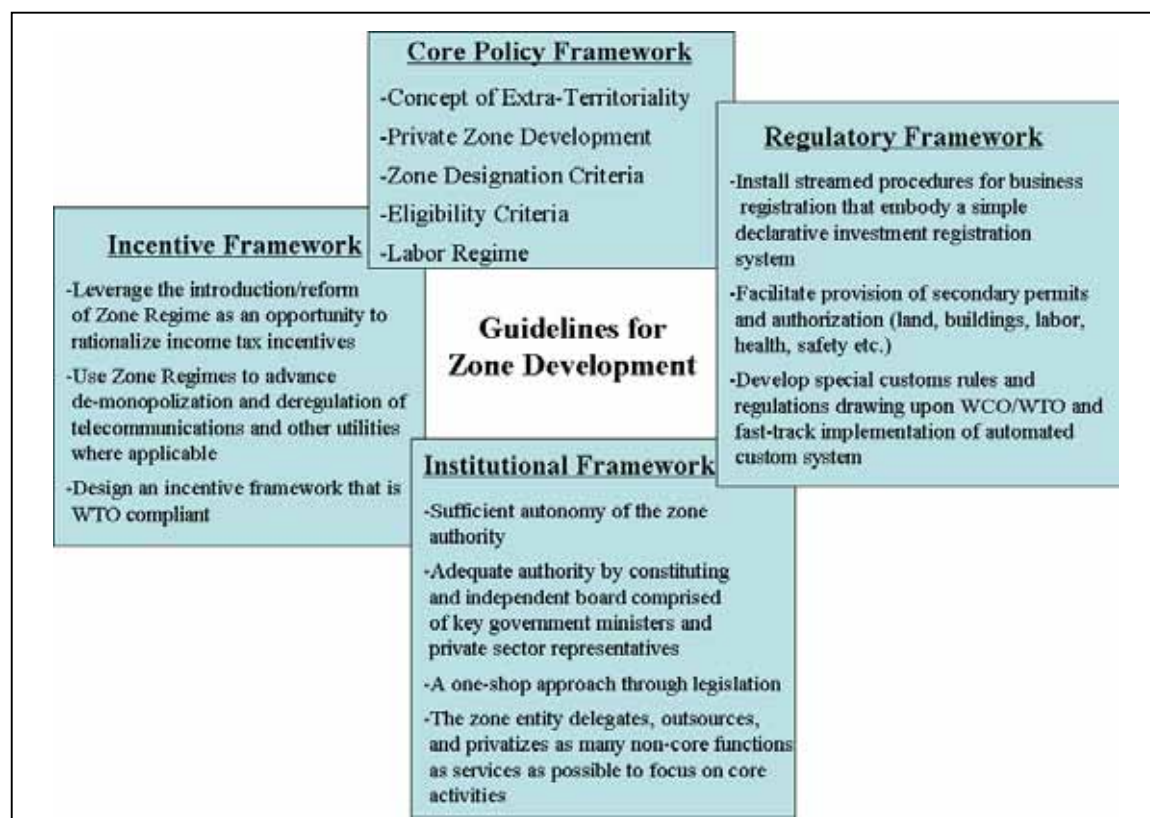 Core Policy Framework
-Concept of Extra-Territoriality
-Private Zone Development
-Zone Designation Criteria
-Eligibility Criteria
-Labor Regime
Regulatory Framework
-Install streamed procedures for business
registration that embody a simple
declarative investment registration
system
-Facilitate provision of secondary permits
and authorization (land, buildings, labor,
health, safety etc.)
-Develop special customs rules and
regulations drawing upon WCO/WTO and
fast-track implementation of automated
custom system
Incentive Framework
-Leverage the introduction/reform
of Zone Regime as an opportunity to
rationalize income tax incentives
-Use Zone Regimes to advance
de-monopolization and deregulation of
telecommunications and other utilities
where applicable
-Design an incentive framework that is
WTO compliant
Guidelines for
Zone Development
Institutional Framework
-Sufficient autonomy of the zone
authority
-Adequate authority by constituting
and independent board comprised
of key government ministers and
private sector representatives
-A one-shop approach through legislation
-The zone entity delegates, outsources,
and privatizes as many non-core functions
as services as possible to focus on core
activities